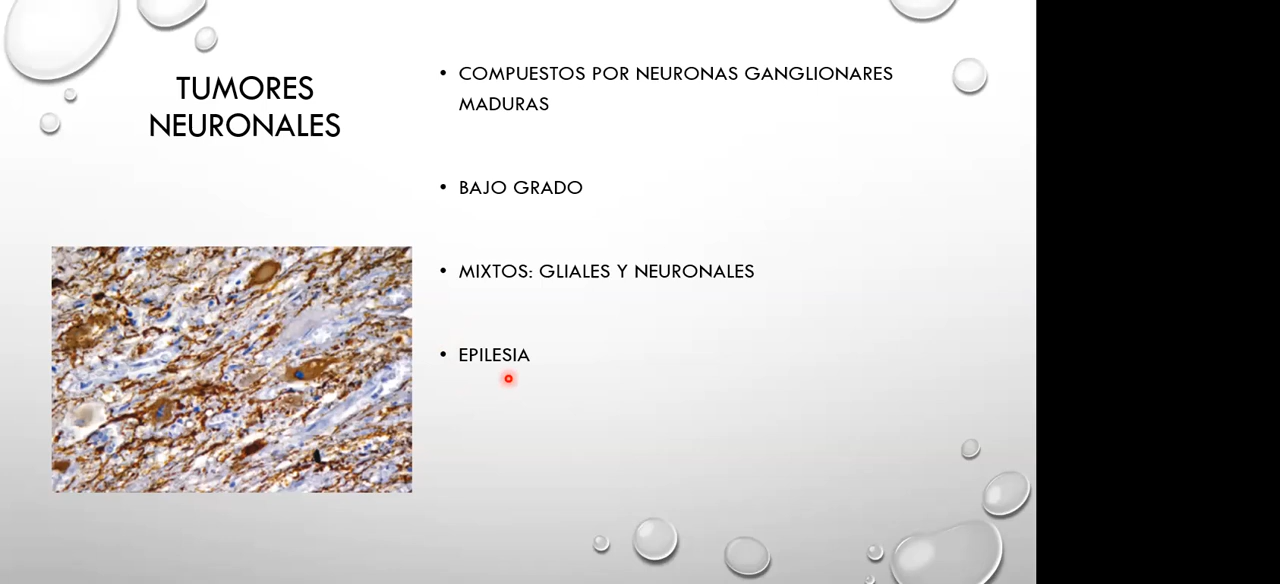 TUMORES
NEURONALES
• COMPUESTOS POR NEURONAS GANGLIONARES
MADURAS
• BAJO GRADO
• MIXTOS: GLIALES Y NEURONALES
• EPILESIA